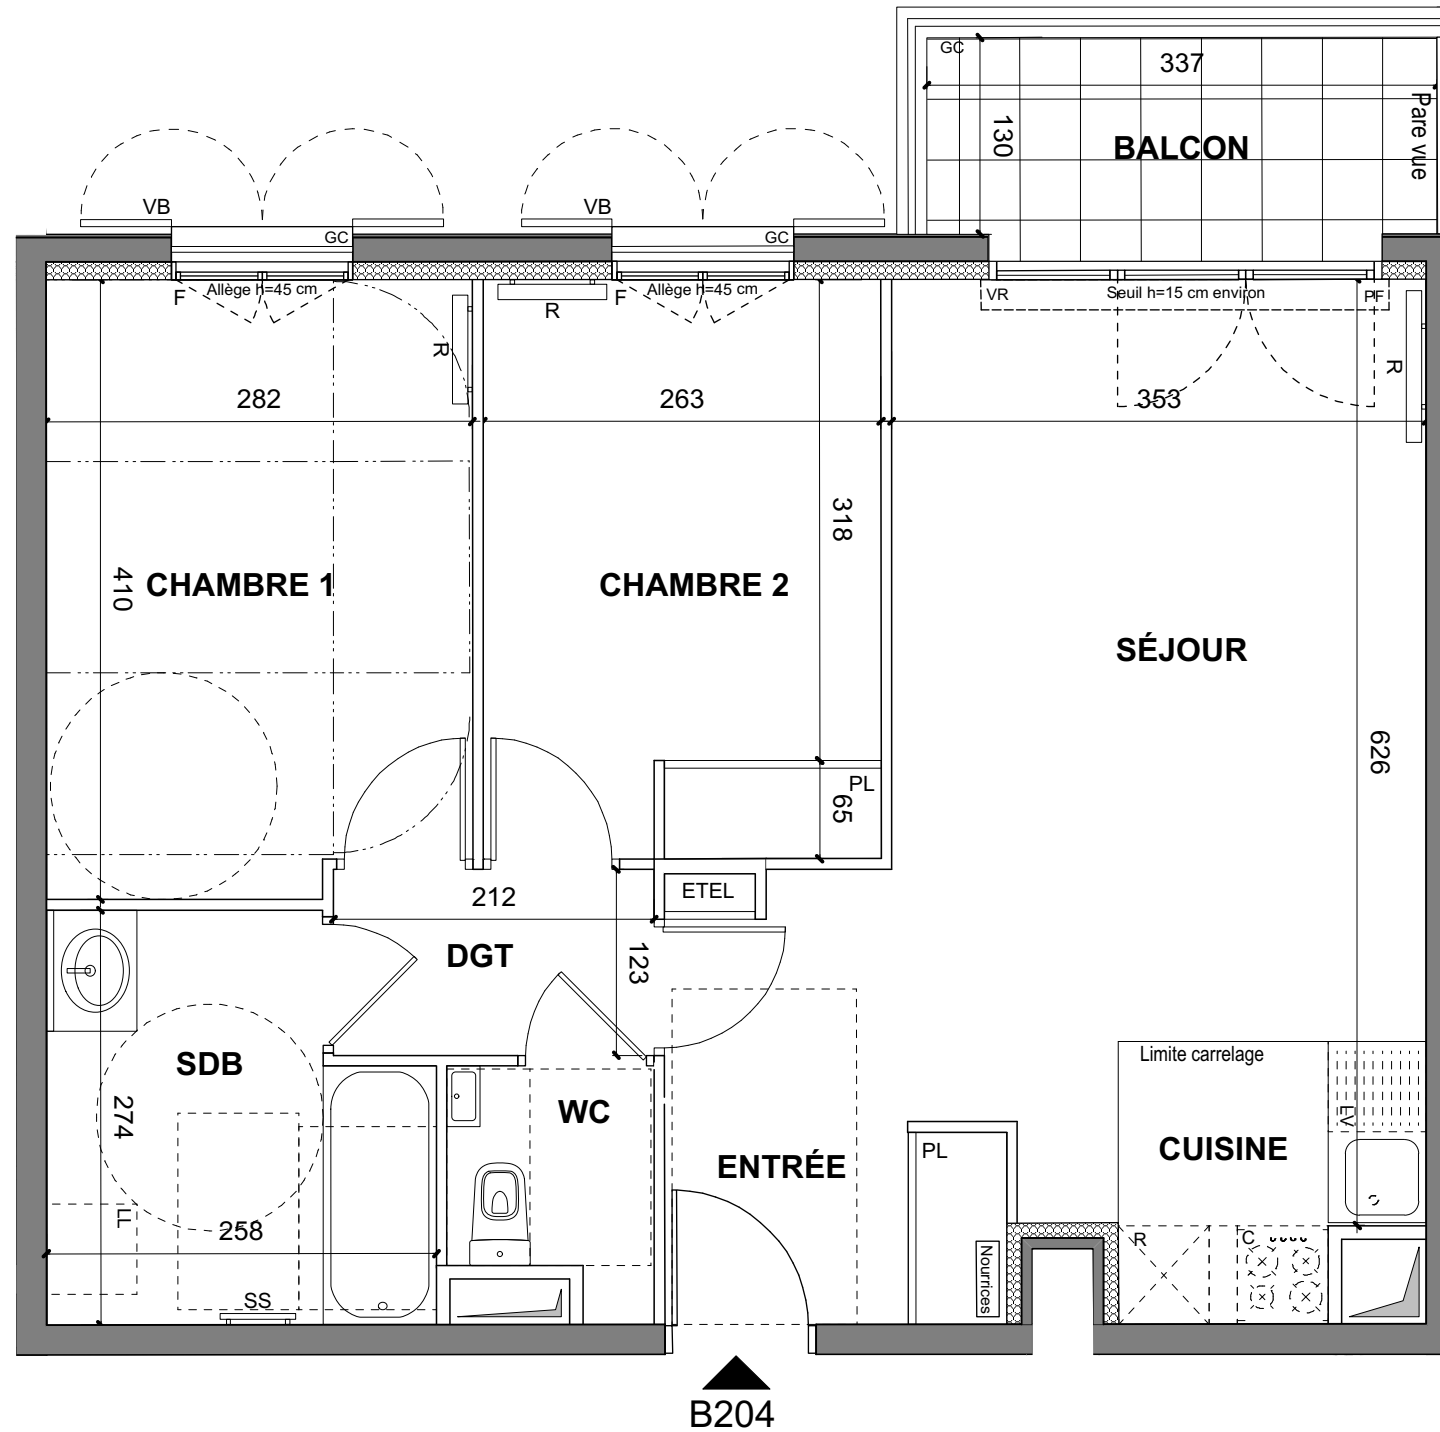 GC
337
130
BALCON
Pare vue
VB
GC
VB
GC
F
Allège h=45 cm
R
F
Allège h=45 cm
VR
Seuil h=15 cm environ
PF
R
R
282
263
353
318
410
CHAMBRE 1
CHAMBRE 2
SÉJOUR
626
PL
65
ETEL
212
DGT
123
SDB
Limite carrelage
274
WC
LV
ENTRÉE
PL
CUISINE
LL
258
R
C
Nourrices
SS
B204